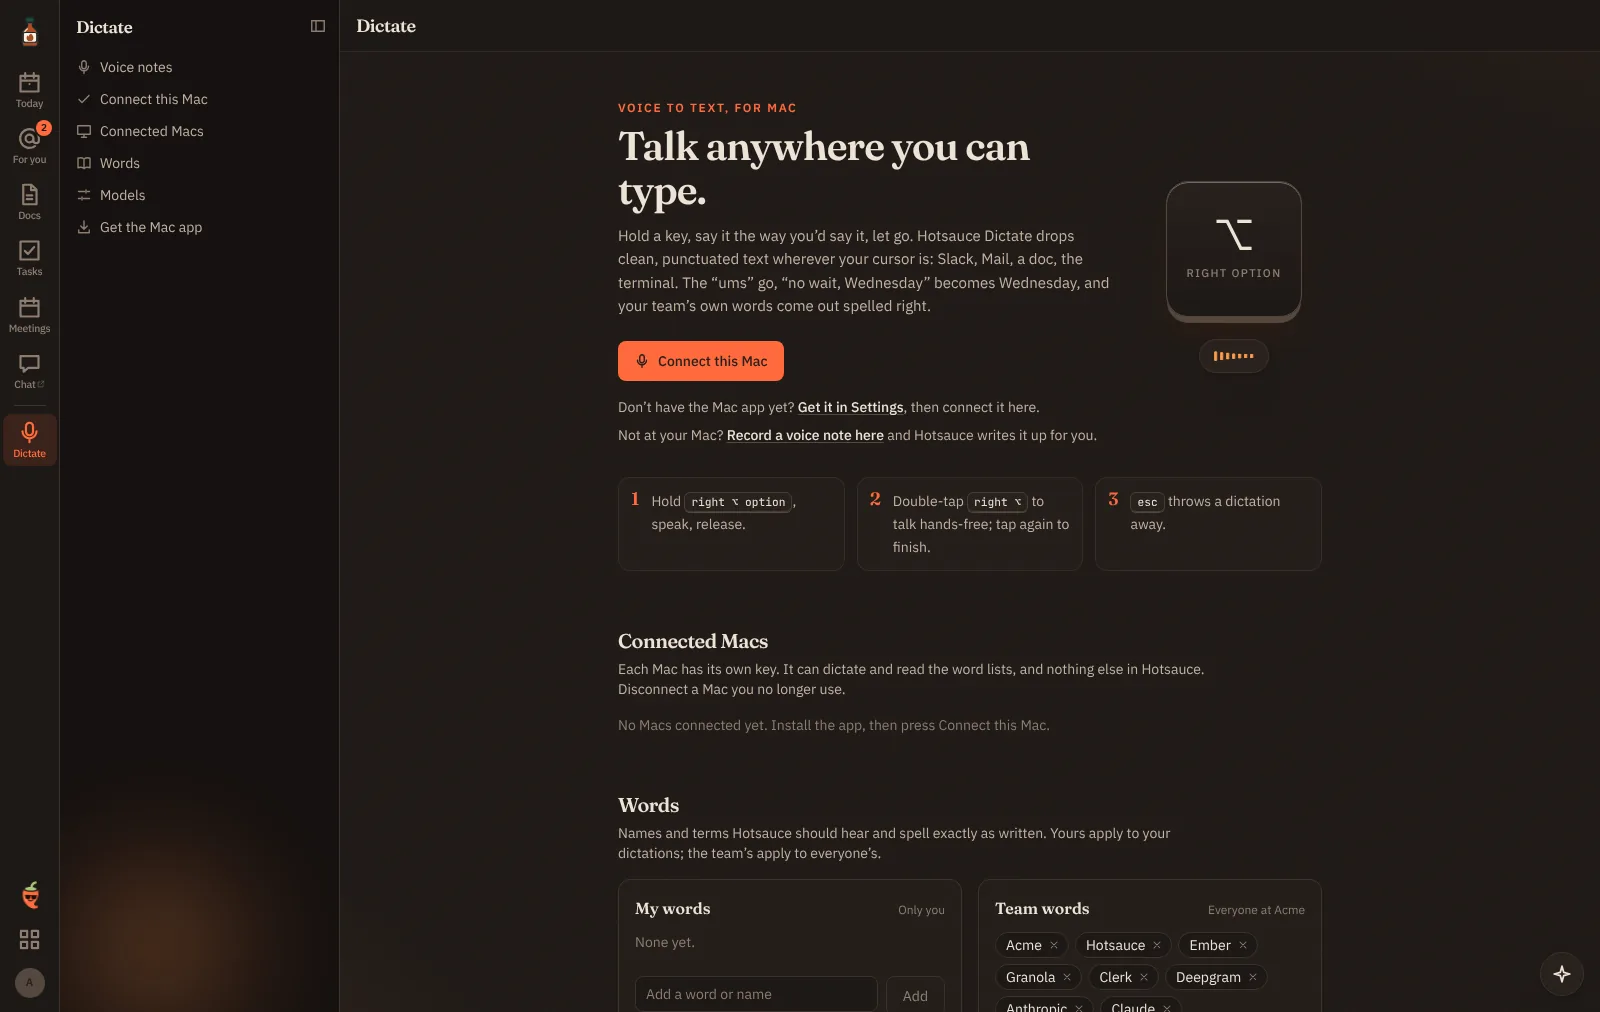 Today
2
For you
Docs
Tasks
Meetings
Chat
Dictate
A
Dictate
Voice notes
Connect this Mac
Connected Macs
Words
Models
Get the Mac app
Dictate
VOICE TO TEXT, FOR MAC
Talk anywhere you can
type.
Hold a key, say it the way you’d say it, let go. Hotsauce Dictate drops
clean, punctuated text wherever your cursor is: Slack, Mail, a doc, the
terminal. The “ums” go, “no wait, Wednesday” becomes Wednesday, and
your team’s own words come out spelled right.
⌥
RIGHT OPTION
Connect this Mac
Don’t have the Mac app yet? Get it in Settings, then connect it here.
Not at your Mac? Record a voice note here and Hotsauce writes it up for you.
1 Hold right ⌥ option,
speak, release.
2 Double-tap right ⌥ to
talk hands-free; tap again to
finish.
3 esc throws a dictation
away.
Connected Macs
Each Mac has its own key. It can dictate and read the word lists, and nothing else in Hotsauce.
Disconnect a Mac you no longer use.
No Macs connected yet. Install the app, then press Connect this Mac.
Words
Names and terms Hotsauce should hear and spell exactly as written. Yours apply to your
dictations; the team’s apply to everyone’s.
My words Only you
None yet.
Add a word or name Add
Team words Everyone at Acme
Acme × Hotsauce × Ember ×
Granola × Clerk × Deepgram ×
Anthropic × Claude ×